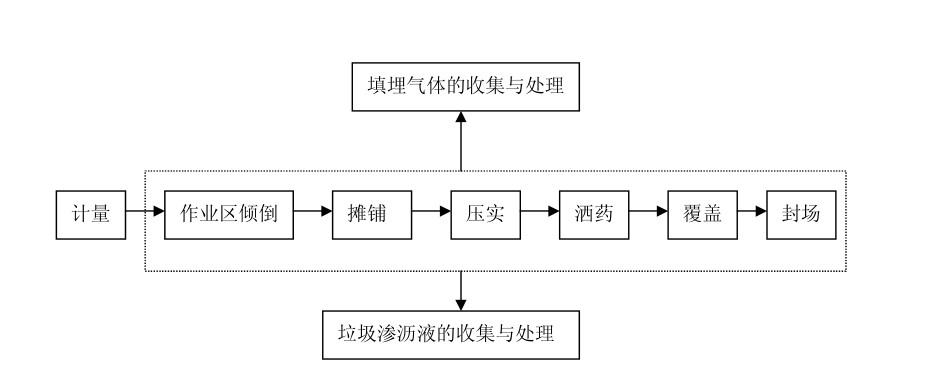 填埋气体的收集与处理
计量
作业区倾倒
摊铺
压实
洒药
覆盖
封场
垃圾渗沥液的收集与处理